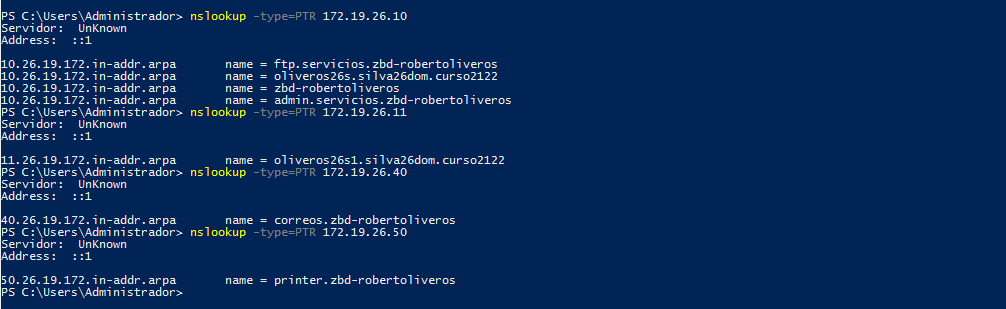 PS C:\Users\Administrador> nslookup -type=PTR 172.19.26.10
Servidor:  UnKnown
Address:  ::1

10.26.19.172.in-addr.arpa       name = ftp.servicios.zbd-robertoliveros
10.26.19.172.in-addr.arpa       name = oliveros26s.silva26dom.curso2122
10.26.19.172.in-addr.arpa       name = zbd-robertoliveros
10.26.19.172.in-addr.arpa       name = admin.servicios.zbd-robertoliveros
PS C:\Users\Administrador> nslookup -type=PTR 172.19.26.11
Servidor:  UnKnown
Address:  ::1

11.26.19.172.in-addr.arpa       name = oliveros26s1.silva26dom.curso2122
PS C:\Users\Administrador> nslookup -type=PTR 172.19.26.40
Servidor:  UnKnown
Address:  ::1

40.26.19.172.in-addr.arpa       name = correos.zbd-robertoliveros
PS C:\Users\Administrador> nslookup -type=PTR 172.19.26.50
Servidor:  UnKnown
Address:  ::1

50.26.19.172.in-addr.arpa       name = printer.zbd-robertoliveros
PS C:\Users\Administrador>